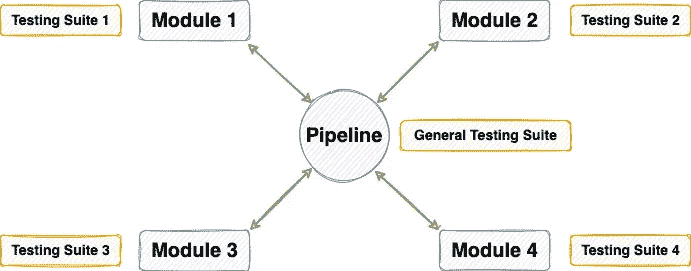 Testing Suite 1
Module 1
Module 2
Testing Suite 2
Pipeline
General Testing Suite
Testing Suite 3
Module 3
Module 4
Testing Suite 4